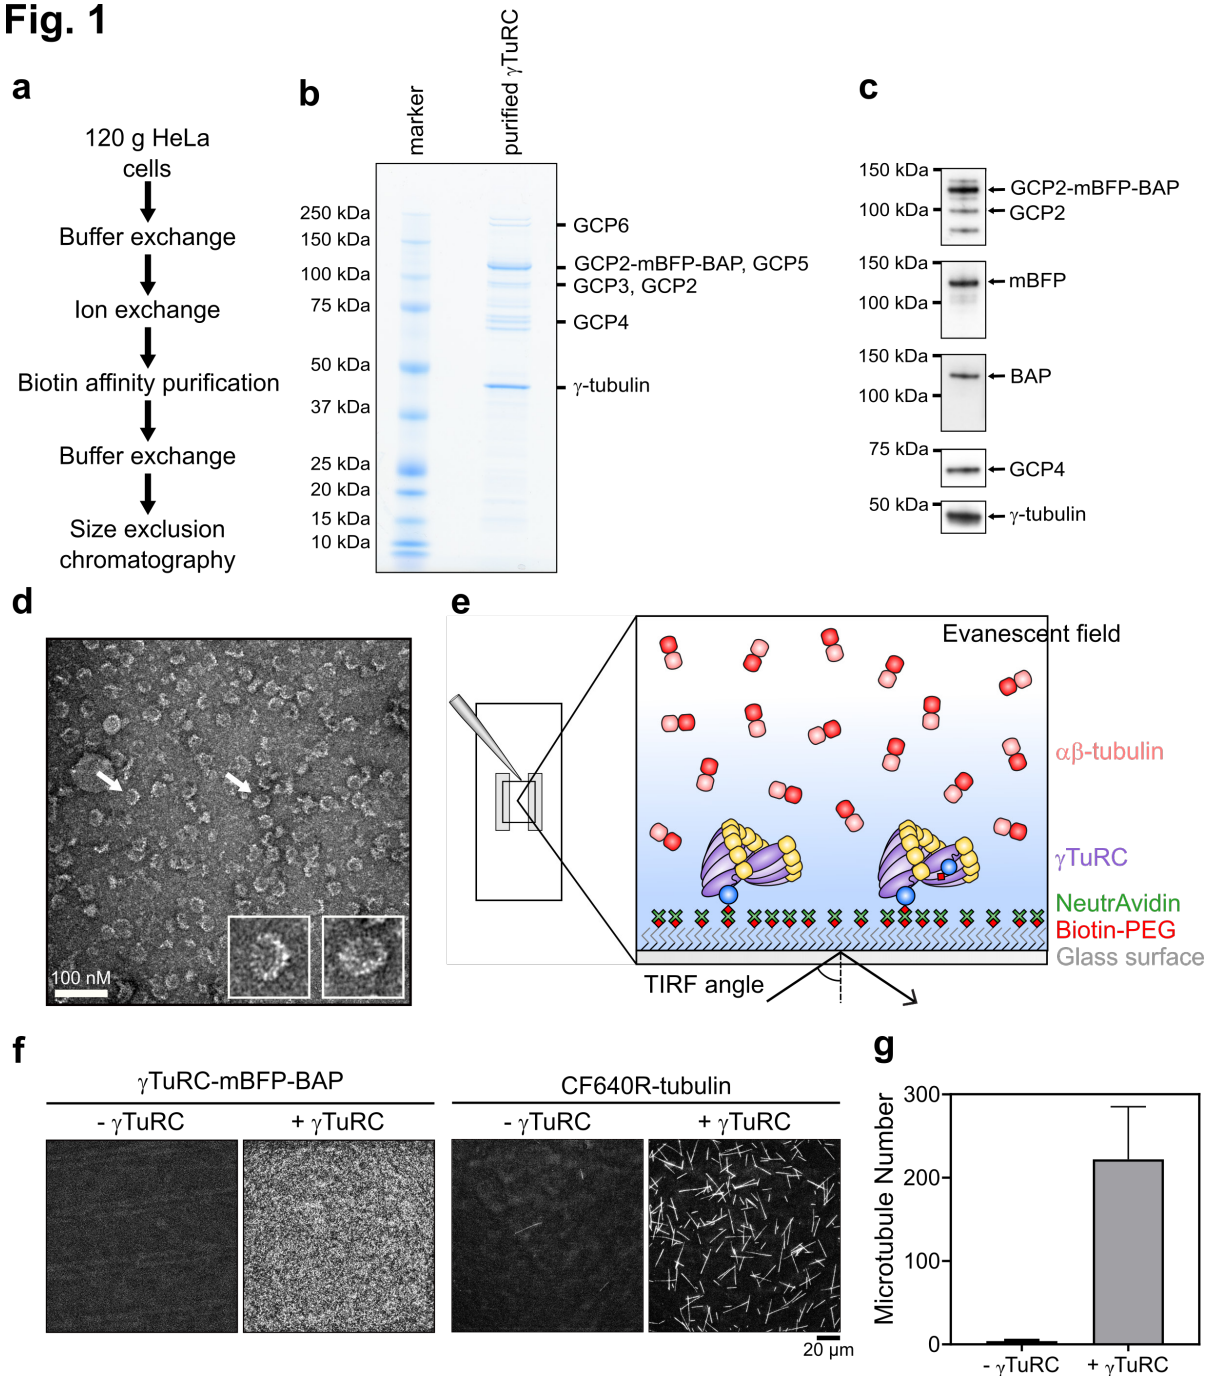 Fig. 1
a
120 g HeLa
cells
Buffer exchange
Ion exchange
Biotin affinity purification
Buffer exchange
Size exclusion
chromatography
b
marker
purified γTuRC
250 kDa
150 kDa
100 kDa
75 kDa
50 kDa
37 kDa
25 kDa
20 kDa
15 kDa
10 kDa
GCP6
GCP2-mBFP-BAP, GCP5
GCP3, GCP2
GCP4
γ-tubulin
c
150 kDa
100 kDa
GCP2-mBFP-BAP
GCP2
150 kDa
100 kDa
mBFP
150 kDa
100 kDa
BAP
75 kDa
GCP4
50 kDa
γ-tubulin
d
100 nM
e
Evanescent field
αβ-tubulin
γTuRC
NeutrAvidin
Biotin-PEG
Glass surface
TIRF angle
f
γTuRC-mBFP-BAP
- γTuRC
+ γTuRC
CF640R-tubulin
- γTuRC
+ γTuRC
20 μm
g
Microtubule Number
300
200
100
0
- γTuRC
+ γTuRC